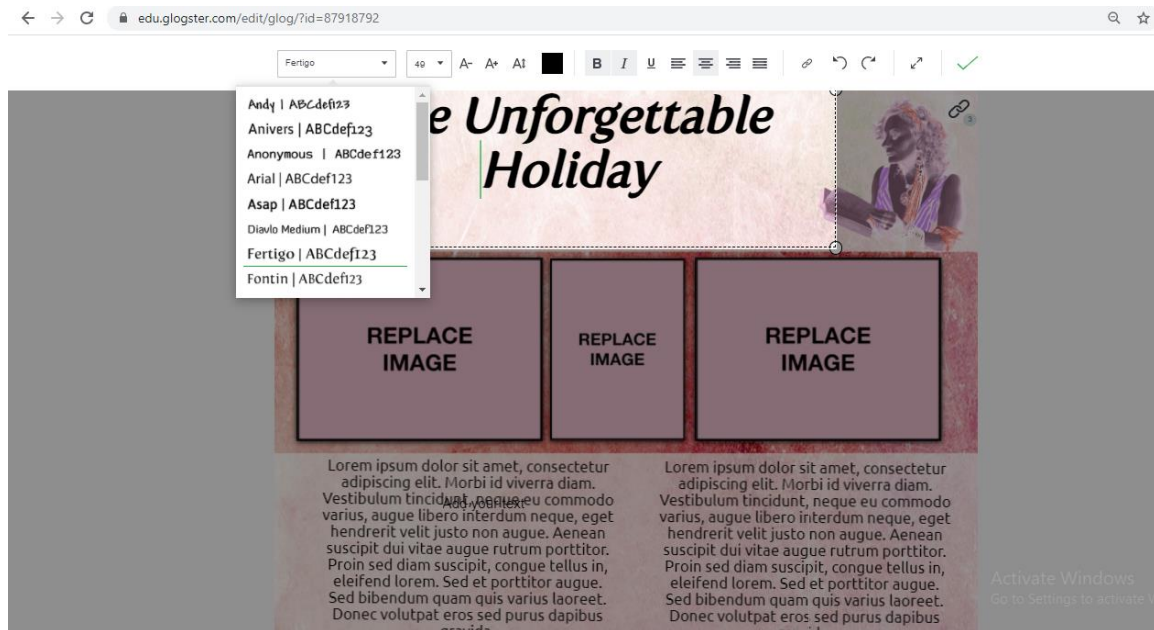 edu.glogster.com/edit/glog/?id=87918792
Fertigo 49 A- A+ A B I U
Andy | ABCdef123
Anivers | ABCdef123
Anonymous | ABCdef123
Arial | ABCdef123
Asap | ABCdef123
Diavlo Medium | ABCdef123
Fertigo | ABCdef123
Fontin | ABCdef123
e Unforgettable
Holiday
3
REPLACE
IMAGE
REPLACE
IMAGE
REPLACE
IMAGE
Lorem ipsum dolor sit amet, consectetur
adipiscing elit. Morbi id viverra diam.
Vestibulum tincidunt, neque eu commodo
Add your text
varius, augue libero interdum neque, eget
hendrerit velit justo non augue. Aenean
suscipit dui vitae augue rutrum porttitor.
Proin sed diam suscipit, congue tellus in,
eleifend lorem. Sed et porttitor augue.
Sed bibendum quam quis varius laoreet.
Donec volutpat eros sed purus dapibus
Lorem ipsum dolor sit amet, consectetur
adipiscing elit. Morbi id viverra diam.
Vestibulum tincidunt, neque eu commodo
varius, augue libero interdum neque, eget
hendrerit velit justo non augue. Aenean
suscipit dui vitae augue rutrum porttitor.
Proin sed diam suscipit, congue tellus in,
eleifend lorem. Sed et porttitor augue.
Sed bibendum quam quis varius laoreet.
Donec volutpat eros sed purus dapibus
Activate Windows
Go to Settings to activate